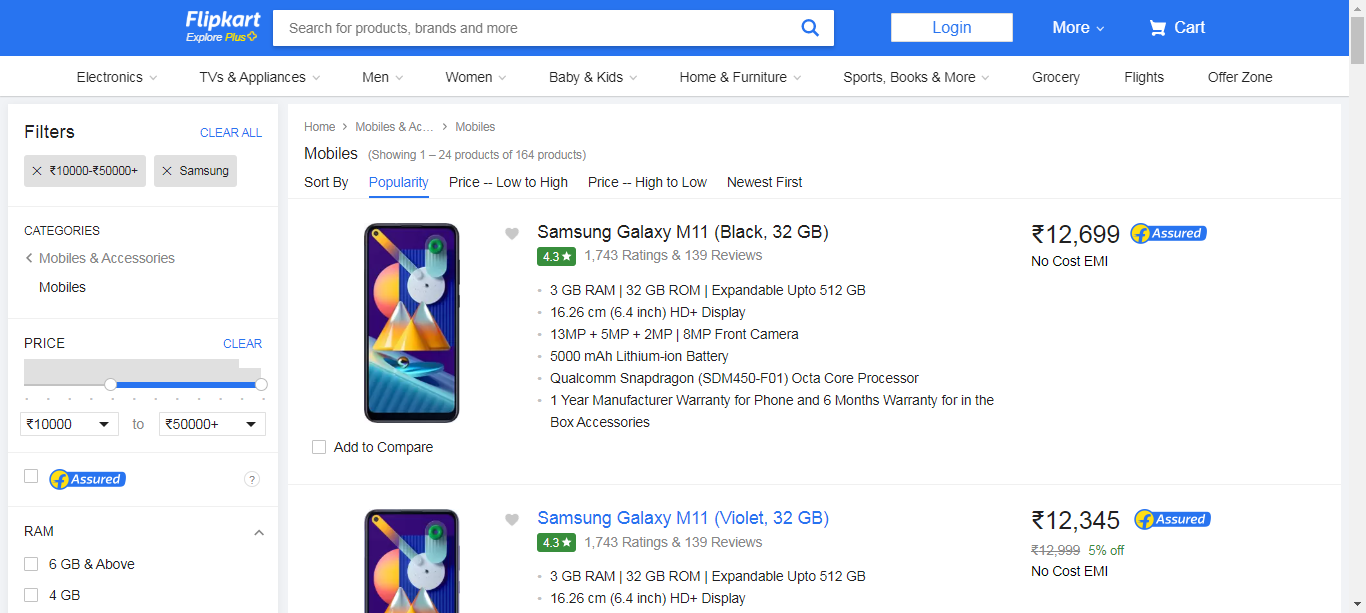 Flipkart
Explore Plus
Search for products, brands and more
Login
More
Cart
Electronics
TVs & Appliances
Men
Women
Baby & Kids
Home & Furniture
Sports, Books & More
Grocery
Flights
Offer Zone
Filters
CLEAR ALL
₹10000-₹50000+
Samsung
CATEGORIES
Mobiles & Accessories
Mobiles
PRICE
CLEAR
₹10000
to
₹50000+
Assured
?
RAM
6 GB & Above
4 GB
Home
Mobiles & Ac...
Mobiles
Mobiles (Showing 1 – 24 products of 164 products)
Sort By
Popularity
Price -- Low to High
Price -- High to Low
Newest First
Samsung Galaxy M11 (Black, 32 GB)
4.3★ 1,743 Ratings & 139 Reviews
3 GB RAM | 32 GB ROM | Expandable Upto 512 GB
16.26 cm (6.4 inch) HD+ Display
13MP + 5MP + 2MP | 8MP Front Camera
5000 mAh Lithium-ion Battery
Qualcomm Snapdragon (SDM450-F01) Octa Core Processor
1 Year Manufacturer Warranty for Phone and 6 Months Warranty for in the
Box Accessories
₹12,699
Assured
No Cost EMI
Add to Compare
Samsung Galaxy M11 (Violet, 32 GB)
4.3★ 1,743 Ratings & 139 Reviews
3 GB RAM | 32 GB ROM | Expandable Upto 512 GB
16.26 cm (6.4 inch) HD+ Display
₹12,345
Assured
₹12,999 5% off
No Cost EMI